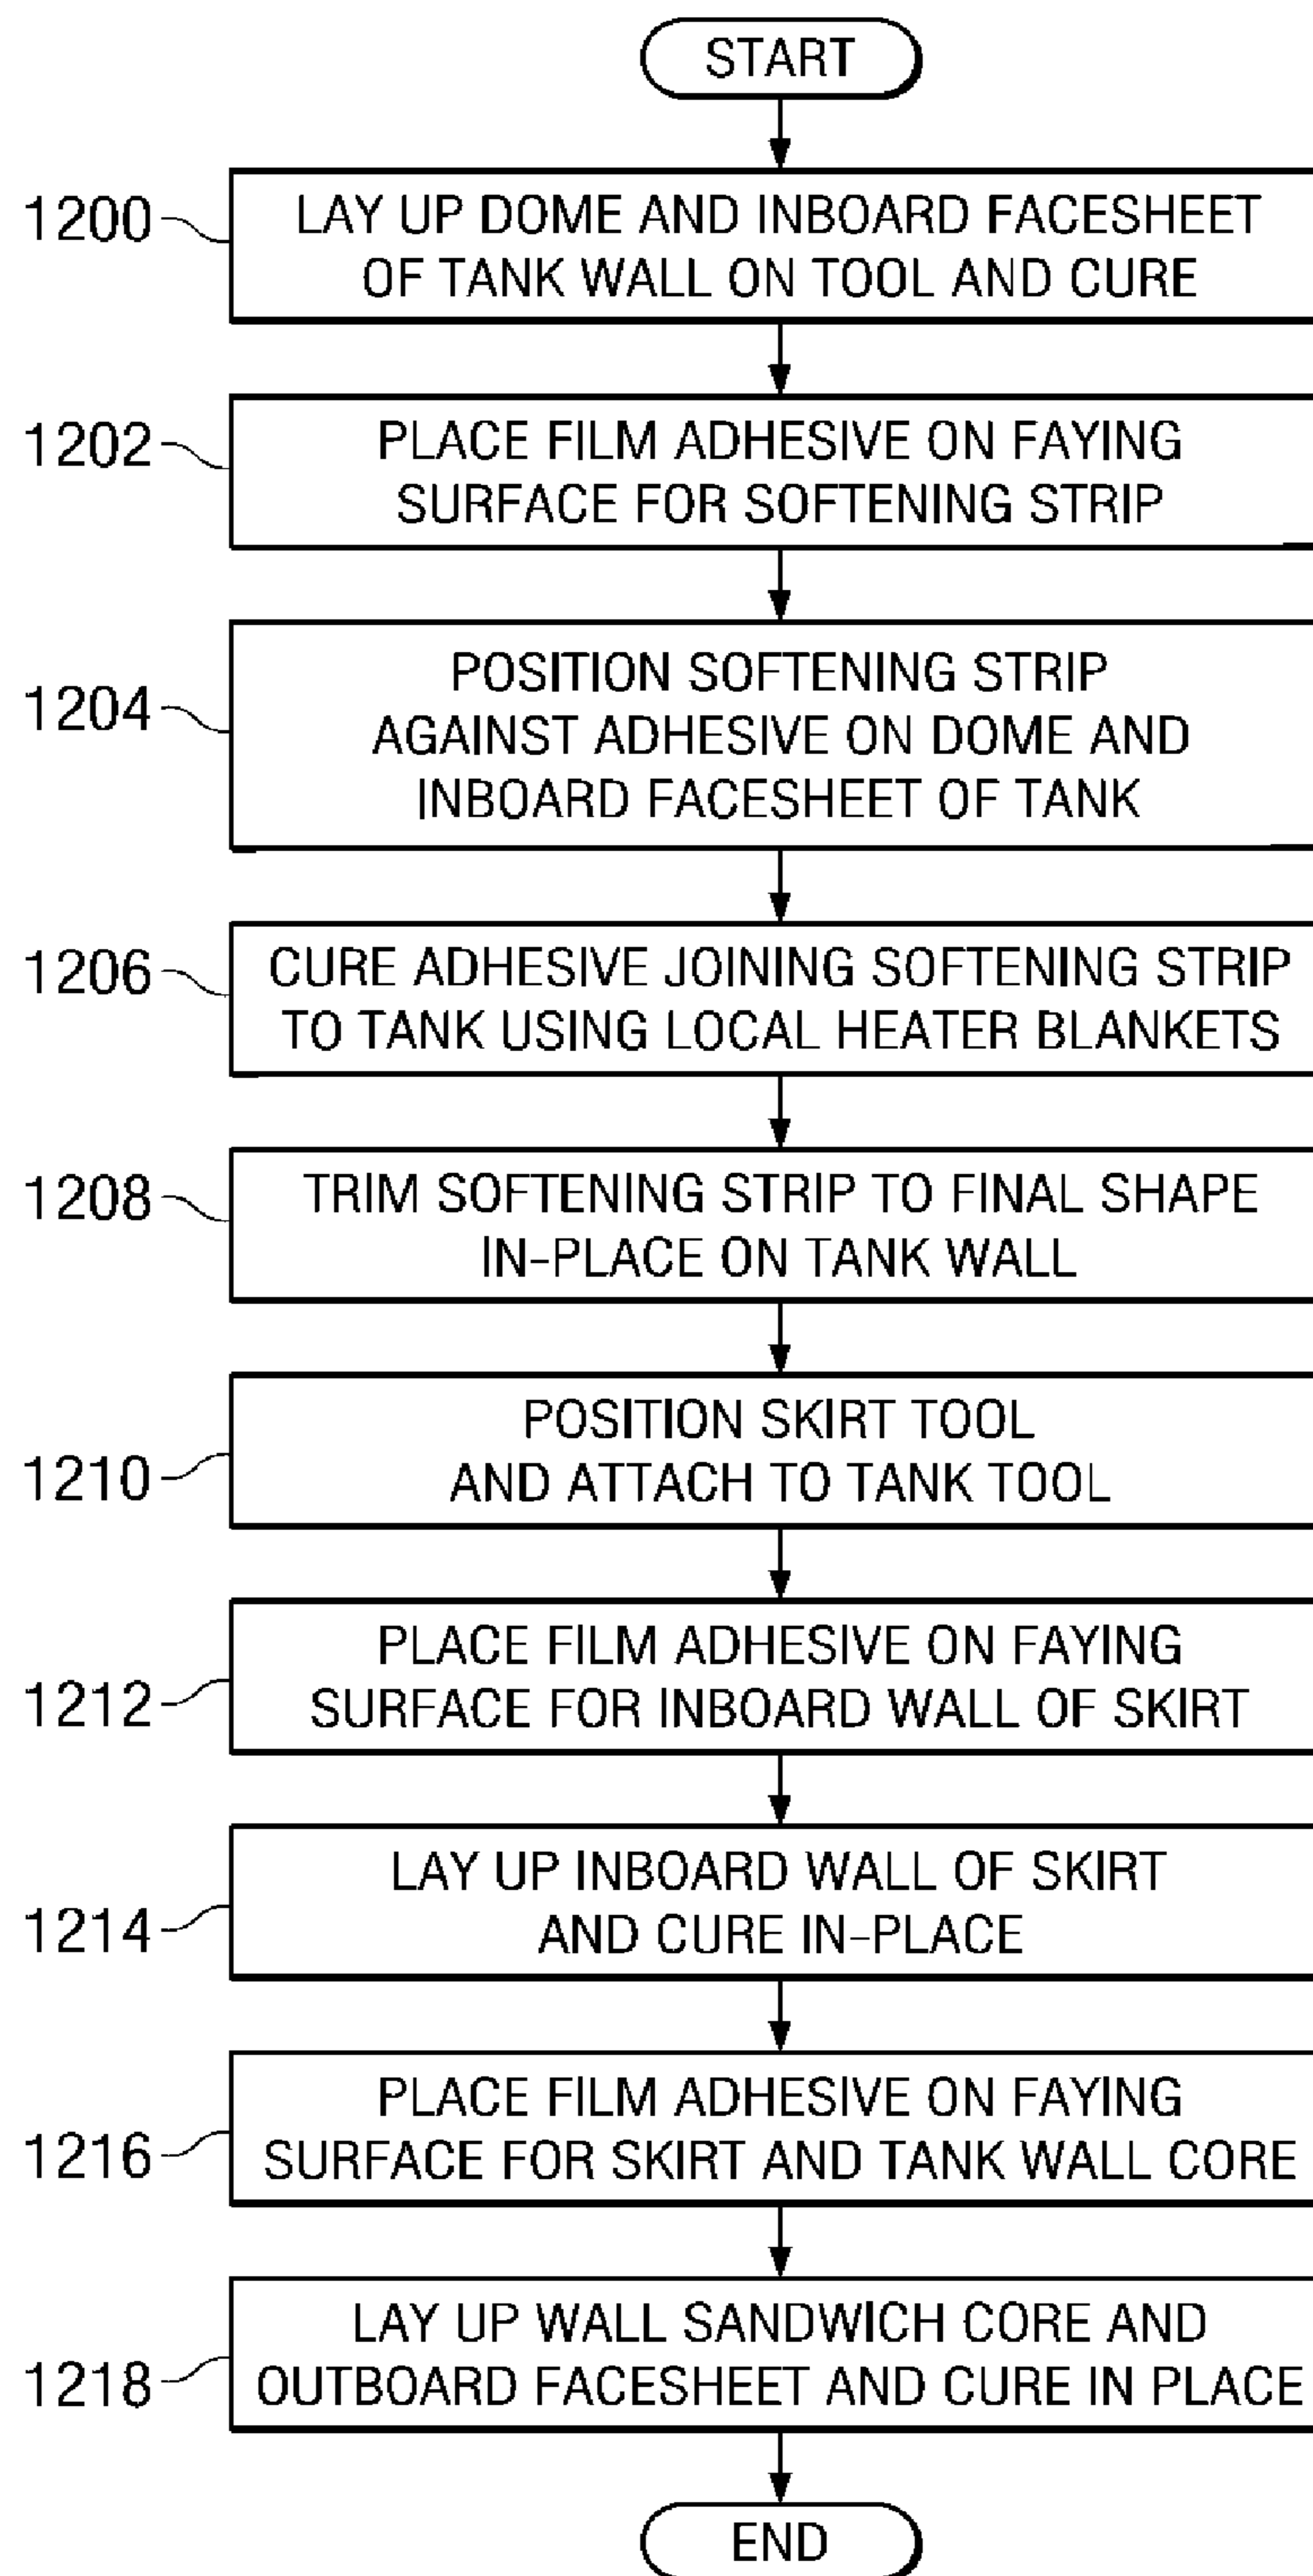 START
1200
LAY UP DOME AND INBOARD FACESHEET
OF TANK WALL ON TOOL AND CURE
1202
PLACE FILM ADHESIVE ON FAYING
SURFACE FOR SOFTENING STRIP
1204
POSITION SOFTENING STRIP
AGAINST ADHESIVE ON DOME AND
INBOARD FACESHEET OF TANK
1206
CURE ADHESIVE JOINING SOFTENING STRIP
TO TANK USING LOCAL HEATER BLANKETS
1208
TRIM SOFTENING STRIP TO FINAL SHAPE
IN-PLACE ON TANK WALL
1210
POSITION SKIRT TOOL
AND ATTACH TO TANK TOOL
1212
PLACE FILM ADHESIVE ON FAYING
SURFACE FOR INBOARD WALL OF SKIRT
1214
LAY UP INBOARD WALL OF SKIRT
AND CURE IN-PLACE
1216
PLACE FILM ADHESIVE ON FAYING
SURFACE FOR SKIRT AND TANK WALL CORE
1218
LAY UP WALL SANDWICH CORE AND
OUTBOARD FACESHEET AND CURE IN PLACE
END